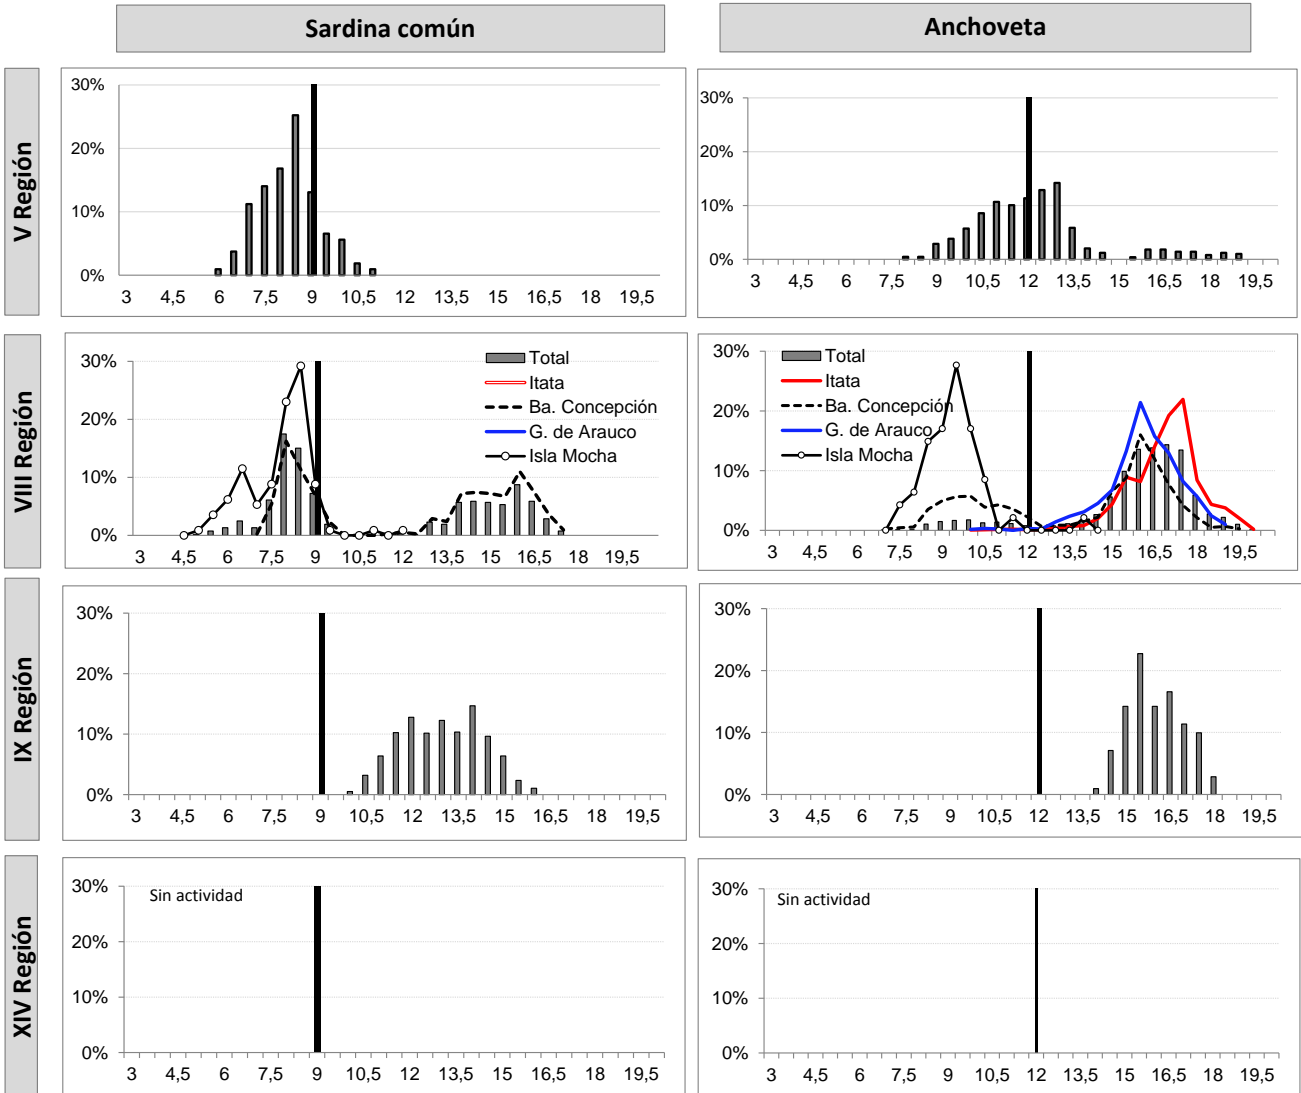 Sardina común
Anchoveta
V Región
30%
20%
10%
0%
3 4,5 6 7,5 9 10,5 12 13,5 15 16,5 18 19,5
30%
20%
10%
0%
3 4,5 6 7,5 9 10,5 12 13,5 15 16,5 18 19,5
VIII Región
30%
20%
10%
0%
Total
Itata
Ba. Concepción
G. de Arauco
Isla Mocha
3 4,5 6 7,5 9 10,5 12 13,5 15 16,5 18 19,5
30%
20%
10%
0%
Total
Itata
Ba. Concepción
G. de Arauco
Isla Mocha
3 4,5 6 7,5 9 10,5 12 13,5 15 16,5 18 19,5
IX Región
30%
20%
10%
0%
3 4,5 6 7,5 9 10,5 12 13,5 15 16,5 18 19,5
30%
20%
10%
0%
3 4,5 6 7,5 9 10,5 12 13,5 15 16,5 18 19,5
XIV Región
30%
20%
10%
0%
Sin actividad
3 4,5 6 7,5 9 10,5 12 13,5 15 16,5 18 19,5
30%
20%
10%
0%
Sin actividad
3 4,5 6 7,5 9 10,5 12 13,5 15 16,5 18 19,5